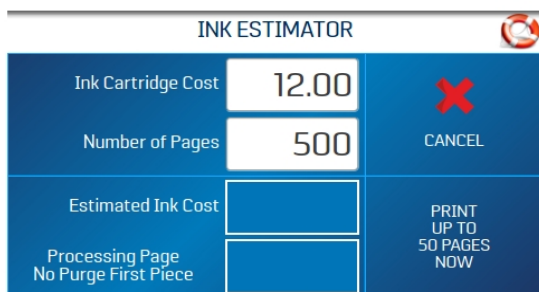 INK ESTIMATOR
Ink Cartridge Cost 12.00
Number of Pages 500
CANCEL
Estimated Ink Cost
Processing Page
No Purge First Piece
PRINT
UP TO
50 PAGES
NOW